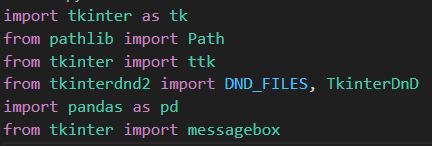 import tkinter as tk
from pathlib import Path
from tkinter import ttk
from tkinterdnd2 import DND_FILES, TkinterDnD
import pandas as pd
from tkinter import messagebox